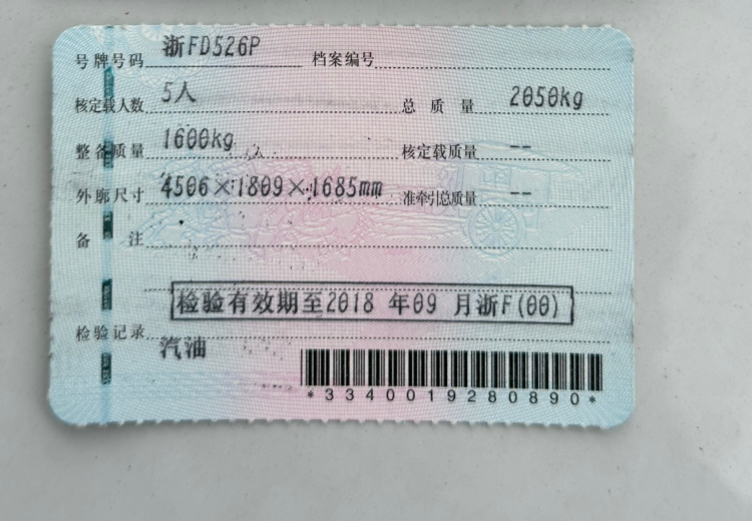 号牌号码 浙FD526P 档案编号
核定载人数 5人 总质量 2050kg
整备质量 1600kg 核定载质量 --
外廓尺寸 4506×1809×1685mm 准牵引总质量 --
备注
检验有效期至2018 年09 月浙F(00)
检验记录
汽油
*3340019280890*